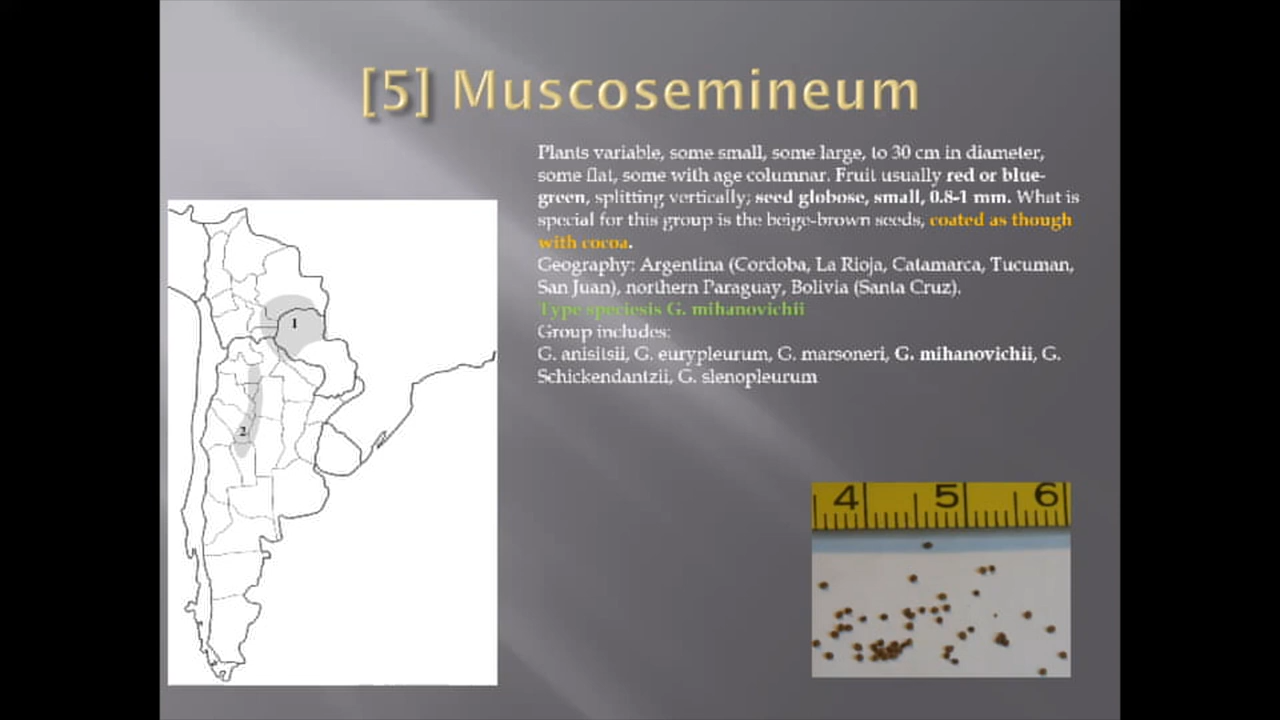 [5] Muscosemineum
Plants variable, some small, some large, to 30 cm in diameter,
some flat, some with age columnar. Fruit usually red or blue-
green, splitting vertically; seed globose, small, 0.8-1 mm. What is
special for this group is the beige-brown seeds, coated as though
with cocoa.
Geography: Argentina (Cordoba, La Rioja, Catamarca, Tucuman,
San Juan), northern Paraguay, Bolivia (Santa Cruz).
Type speciesis G. mihanovichii
Group includes:
G. anisitsii, G. eurypleurum, G. marsoneri, G. mihanovichii, G.
Schickendantzii, G. stenopleurum
1
2
4 5 6